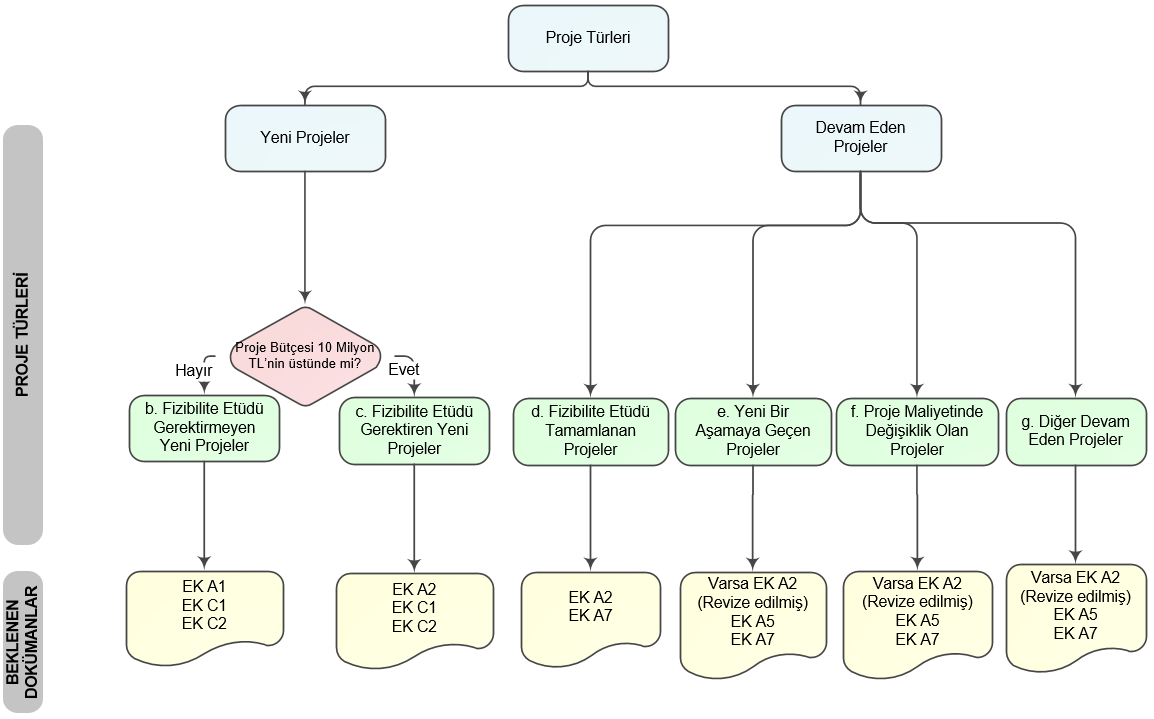 Proje Türleri
Yeni Projeler
Devam Eden
Projeler
PROJE TÜRLERİ
Proje Bütçesi 10 Milyon
TL'nin üstünde mi?
Hayır
Evet
b. Fizibilite Etüdü
Gerektirmeyen
Yeni Projeler
c. Fizibilite Etüdü
Gerektiren Yeni
Projeler
d. Fizibilite Etüdü
Tamamlanan
Projeler
e. Yeni Bir
Aşamaya Geçen
Projeler
f. Proje Maliyetinde
Değişiklik Olan
Projeler
g. Diğer Devam
Eden Projeler
BEKLENEN
DOKÜMANLAR
EK A1
EK C1
EK C2
EK A2
EK C1
EK C2
EK A2
EK A7
Varsa EK A2
(Revize edilmiş)
EK A5
EK A7
Varsa EK A2
(Revize edilmiş)
EK A5
EK A7
Varsa EK A2
(Revize edilmiş)
EK A5
EK A7